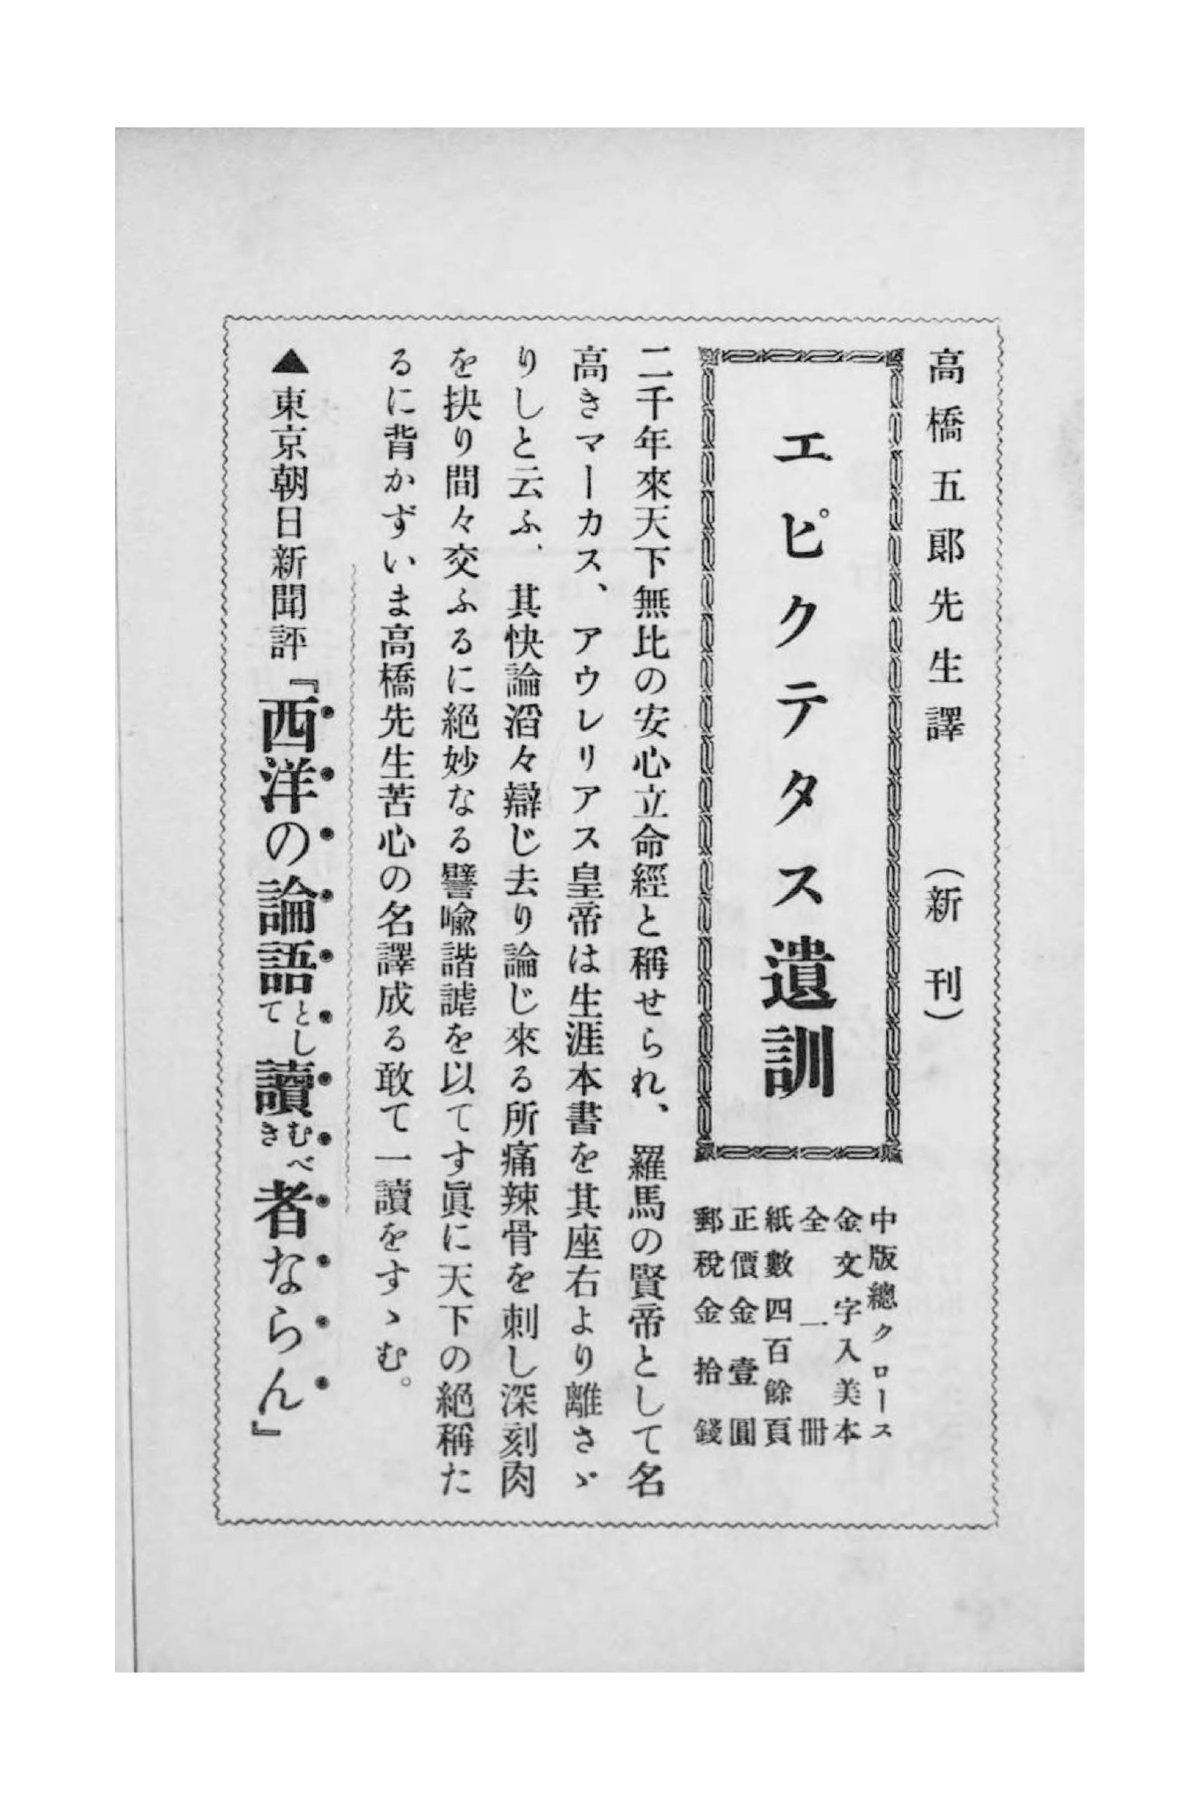 高橋五郎先生譯 (新刊)
エピクテタス遺訓
中版總クロース
金文字入美本
全一冊
紙數四百餘頁
正價金壹圓
郵稅金拾錢
二千年來天下無比の安心立命經と稱せられ、羅馬の賢帝として名
高きマーカス、アウレリアス皇帝は生涯本書を其座右より離さゞ
りしと云ふ、其快論滔々辯じ去り論じ來る所痛辣骨を刺し深刻肉
を抉り間々交ふるに絕妙なる譬喩諧謔を以てす眞に天下の絕稱た
るに背かずいま高橋先生苦心の名譯成る敢て一讀をすゝむ。
▲東京朝日新聞評『西洋の論語として讀むべき者ならん』